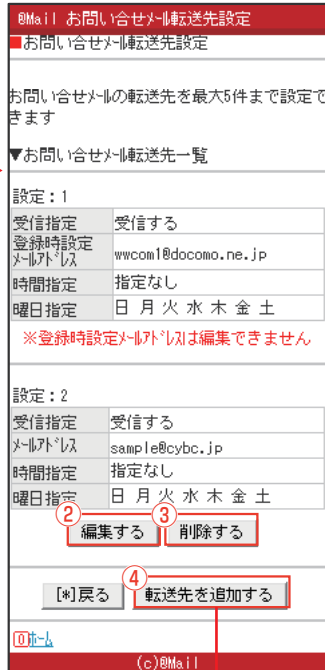 @Mail お問い合せﾒｰﾙ転送先設定
■お問い合せﾒｰﾙ転送先設定
お問い合せﾒｰﾙの転送先を最大5件まで設定で
きます
▼お問い合せﾒｰﾙ転送先一覧
設定：1
受信指定 受信する
登録時設定
ﾒｰﾙｱﾄﾞﾚｽ wwcom1@docomo.ne.jp
時間指定 指定なし
曜日指定 日 月 火 水 木 金 土
※登録時設定ﾒｰﾙｱﾄﾞﾚｽは編集できません
設定：2
受信指定 受信する
ﾒｰﾙｱﾄﾞﾚｽ sample@cybc.jp
時間指定 指定なし
曜日指定 日 月 火 水 木 金 土
② 編集する ③ 削除する
④
[*]戻る 転送先を追加する
[0]ﾎｰﾑ
(c)@Mail